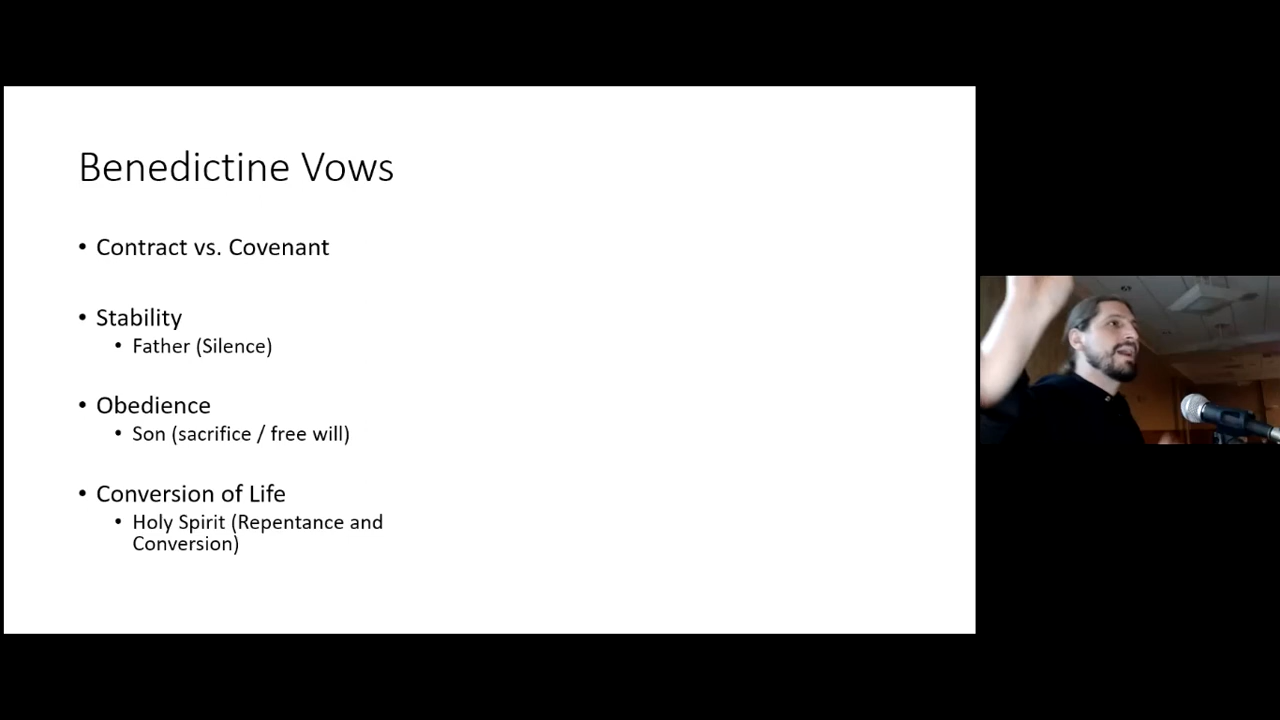 Benedictine Vows
• Contract vs. Covenant
• Stability
• Father (Silence)
• Obedience
• Son (sacrifice / free will)
• Conversion of Life
• Holy Spirit (Repentance and
Conversion)